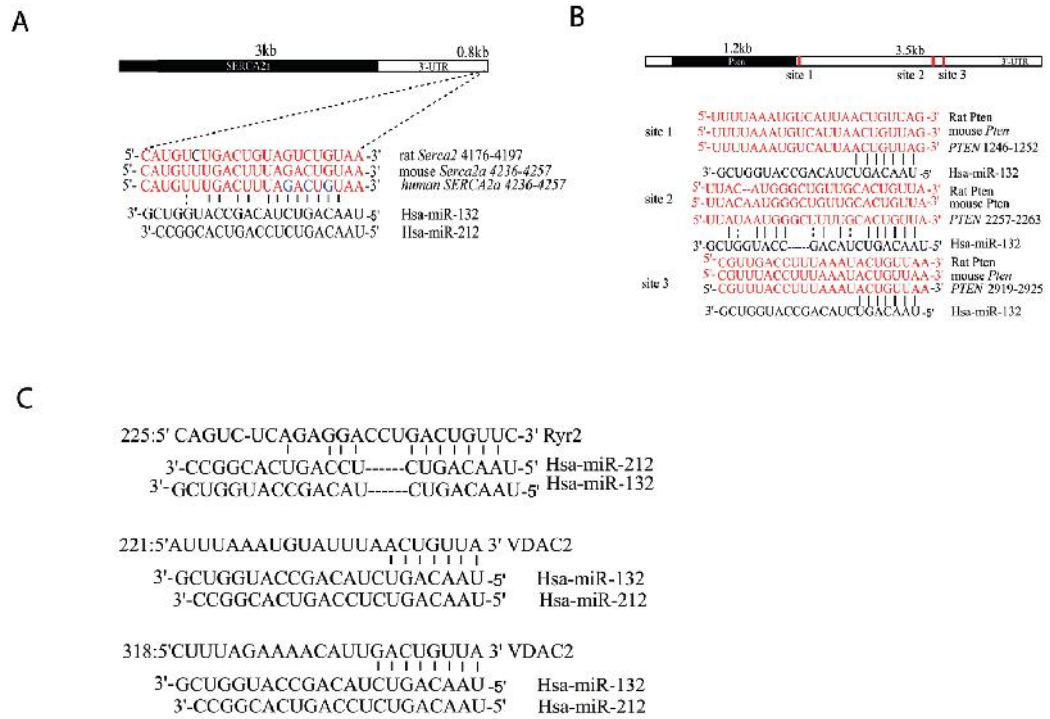 A
3kb
0.8kb
SERCA2a
3'-UTR
5'-CAUGUCUGACUGUAGUCUGUAA-3' rat Serca2 4176-4197
5'-CAUGUUUGACUUUAGACUGUAA-3' mouse Serca2a 4236-4257
5'-CAUGUUUGACUUUAGACUGUAA-3' human SERCA2a 4236-4257
3'-GCUGGUACCGACAUCUGACAAU-5' Hsa-miR-132
3'-CCGGCACUGACCUCUGACAAU-5' Hsa-miR-212
B
1.2kb
3.5kb
Pten
3'-UTR
site 1
site 2
site 3
site 1
5'-UUUUAAAUGUCAUUAACUGUUAG-3' Rat Pten
5'-UUUUAAAUGUCAUUAACUGUUAG-3' mouse Pten
5'-UUUUAAAUGUCAUUAACUGUUAG-3' PTEN 1246-1252
3'-GCUGGUACCGACAUCUGACAAU-5' Hsa-miR-132
site 2
5'-UUAC--AUGGGCUGUUGCACUGUUA-3' Rat Pten
5'-UUACAAUGGGCUGUUGCACUGUUA-3' mouse Pten
5'-UUAUAAUGGGCUUUUGCACUGUUA-3' PTEN 2257-2263
3'-GCUGGUACC-----GACAUCUGACAAU-5' Hsa-miR-132
site 3
5'-CGUUGACCUUUAAAUACUGUUAA-3' Rat Pten
5'-CGUUUACCUUUAAAUACUGUUAA-3' mouse Pten
5'-CGUUUACCUUUAAAUACUGUUAA-3' PTEN 2919-2925
3'-GCUGGUACCGACAUCUGACAAU-5' Hsa-miR-132
C
225:5' CAGUC-UCAGAGGACCUGACUGUUC-3' Ryr2
3'-CCGGCACUGACCU------CUGACAAU-5' Hsa-miR-212
3'-GCUGGUACCGACAU------CUGACAAU-5' Hsa-miR-132
221:5'AUUUAAAUGUAUUUAACUGUUA 3' VDAC2
3'-GCUGGUACCGACAUCUGACAAU-5' Hsa-miR-132
3'-CCGGCACUGACCUCUGACAAU-5' Hsa-miR-212
318:5'CUUUAGAAAACAUUGACUGUUA 3' VDAC2
3'-GCUGGUACCGACAUCUGACAAU-5' Hsa-miR-132
3'-CCGGCACUGACCUCUGACAAU-5' Hsa-miR-212